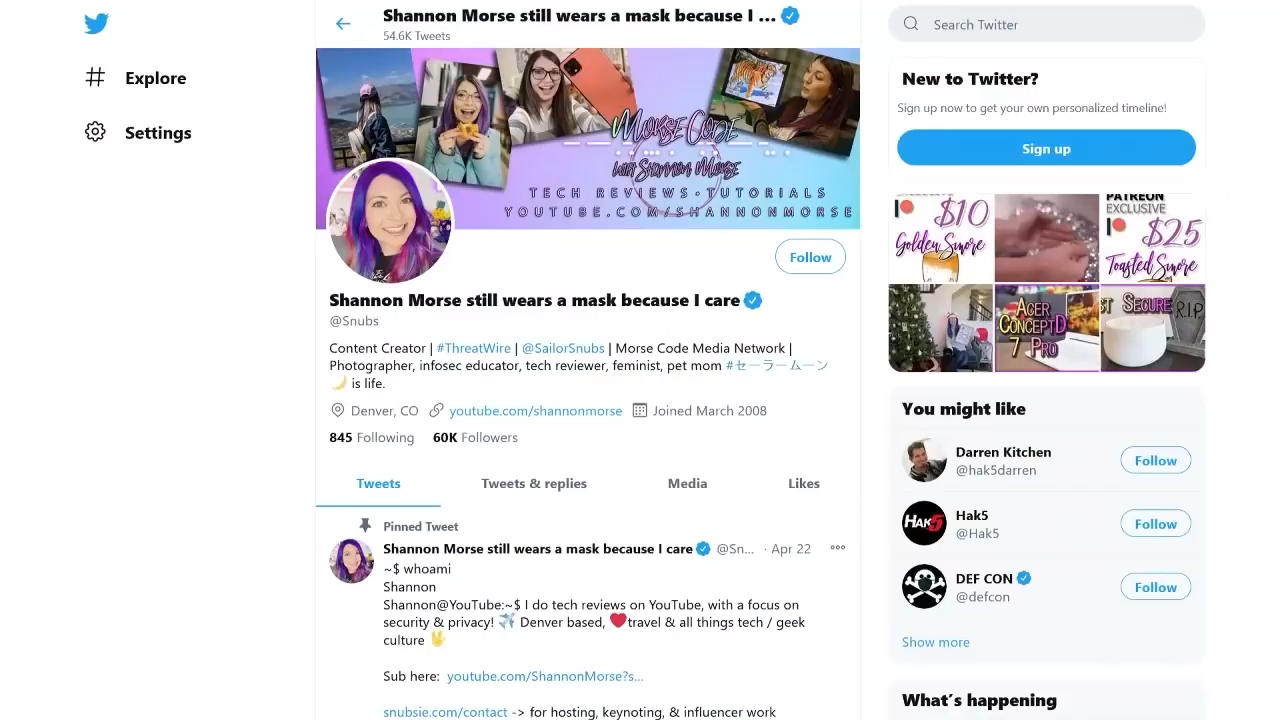 Shannon Morse still wears a mask because I ...
54.6K Tweets
Explore
Settings
Search Twitter
MORSE CODE
WITH SHANNON MORSE
TECH REVIEWS • TUTORIALS
YOUTUBE.COM/SHANNONMORSE
Follow
Shannon Morse still wears a mask because I care
@Snubs
Content Creator | #ThreatWire | @SailorSnubs | Morse Code Media Network |
Photographer, infosec educator, tech reviewer, feminist, pet mom #セーラームーン
🌙 is life.
Denver, CO youtube.com/shannonmorse Joined March 2008
845 Following 60K Followers
Tweets Tweets & replies Media Likes
Pinned Tweet
Shannon Morse still wears a mask because I care @Sn... · Apr 22
~$ whoami
Shannon
Shannon@YouTube:~$ I do tech reviews on YouTube, with a focus on
security & privacy! ✈️ Denver based, ❤️travel & all things tech / geek
culture 🖖
Sub here: youtube.com/ShannonMorse?s...
snubsie.com/contact -> for hosting, keynoting, & influencer work
New to Twitter?
Sign up now to get your own personalized timeline!
Sign up
$10
Golden Smore
PATREON
EXCLUSIVE
$25
Toasted Smore
ACER
CONCEPTD
7 PRO
ST SECURE
R.I.P
You might like
Darren Kitchen
@hak5darren
Follow
HAK5
Hak5
@Hak5
Follow
DEF CON
@defcon
Follow
Show more
What's happening